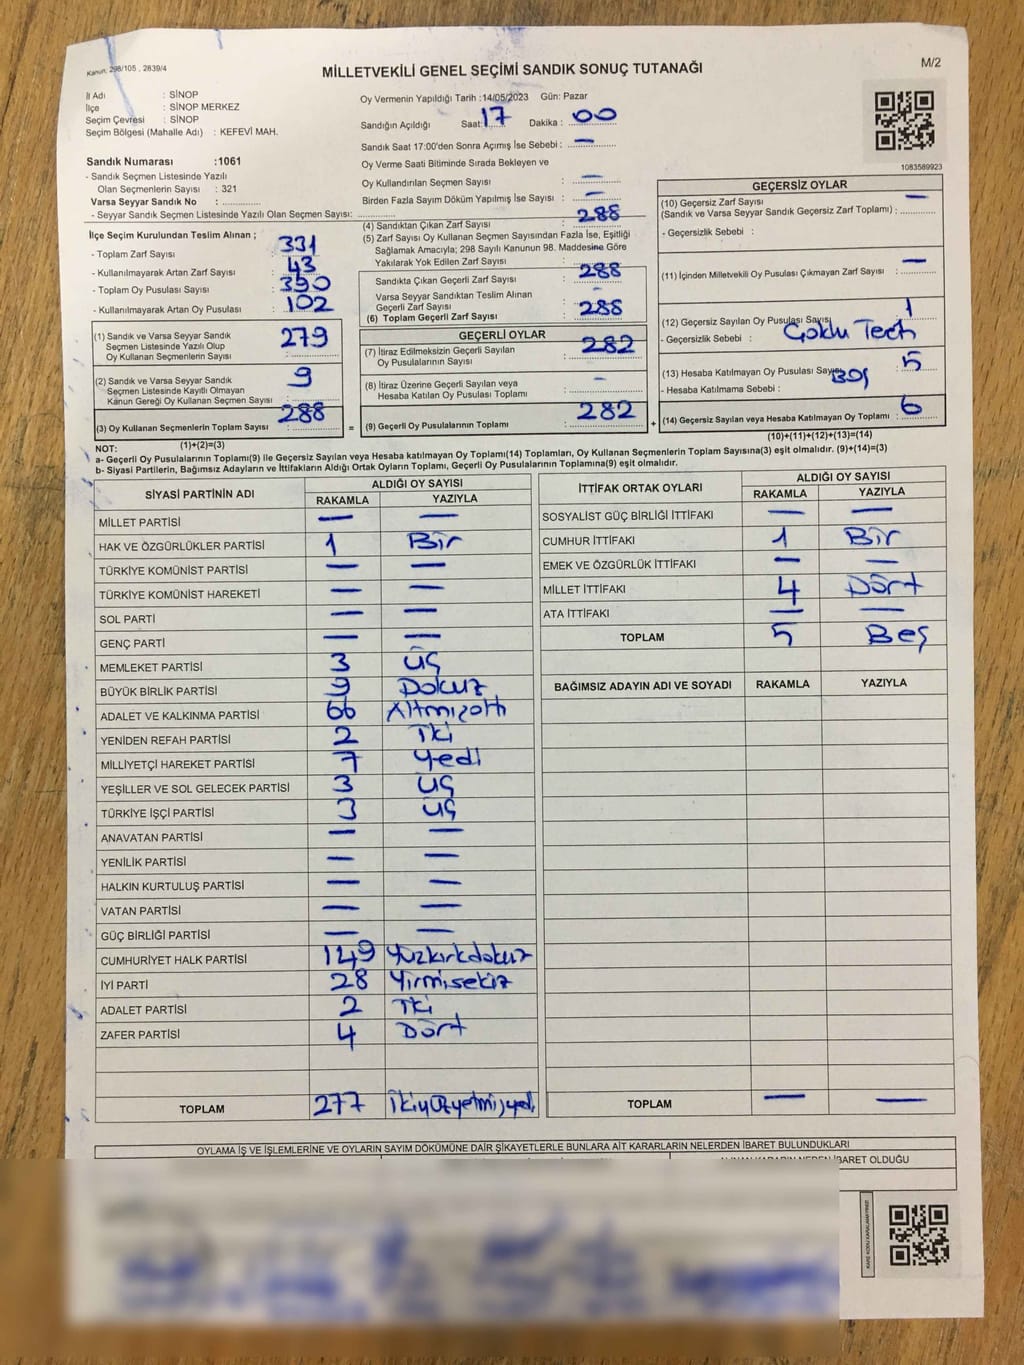 Kanun: 298/105 , 2839/4
MİLLETVEKİLİ GENEL SEÇİMİ SANDIK SONUÇ TUTANAĞI
M/2
İl Adı : SİNOP
İlçe : SİNOP MERKEZ
Seçim Çevresi : SİNOP
Seçim Bölgesi (Mahalle Adı) : KEFEVİ MAH.
Sandık Numarası :1061
- Sandık Seçmen Listesinde Yazılı
Olan Seçmenlerin Sayısı : 321
Varsa Seyyar Sandık No :
- Seyyar Sandık Seçmen Listesinde Yazılı Olan Seçmen Sayısı:
İlçe Seçim Kurulundan Teslim Alınan ;
- Toplam Zarf Sayısı : 331
- Kullanılmayarak Artan Zarf Sayısı : 43
- Toplam Oy Pusulası Sayısı : 390
- Kullanılmayarak Artan Oy Pusulası : 102
(1) Sandık ve Varsa Seyyar Sandık
Seçmen Listesinde Yazılı Olup
Oy Kullanan Seçmenlerin Sayısı : 279
(2) Sandık ve Varsa Seyyar Sandık
Seçmen Listesinde Kayıtlı Olmayan
Kanun Gereği Oy Kullanan Seçmen Sayısı : 9
(3) Oy Kullanan Seçmenlerin Toplam Sayısı : 288
(1)+(2)=(3)
Oy Vermenin Yapıldığı Tarih :14/05/2023 Gün: Pazar
Sandığın Açıldığı Saat: 17 Dakika : 00
Sandık Saat 17:00'den Sonra Açımış İse Sebebi : —
Oy Verme Saati Bitiminde Sırada Bekleyen ve
Oy Kullandırılan Seçmen Sayısı : —
Birden Fazla Sayım Döküm Yapılmış İse Sayısı : —
(4) Sandıktan Çıkan Zarf Sayısı : 288
(5) Zarf Sayısı Oy Kullanan Seçmen Sayısından Fazla İse, Eşitliği
Sağlamak Amacıyla; 298 Sayılı Kanunun 98. Maddesine Göre
Yakılarak Yok Edilen Zarf Sayısı : —
Sandıkta Çıkan Geçerli Zarf Sayısı : 288
Varsa Seyyar Sandıktan Teslim Alınan
Geçerli Zarf Sayısı : —
(6) Toplam Geçerli Zarf Sayısı : 288
GEÇERLİ OYLAR
(7) İtiraz Edilmeksizin Geçerli Sayılan
Oy Pusulalarının Sayısı : 282
(8) İtiraz Üzerine Geçerli Sayılan veya
Hesaba Katılan Oy Pusulası Toplamı : —
= (9) Geçerli Oy Pusulalarının Toplamı : 282 +
1083589923
GEÇERSİZ OYLAR
(10) Geçersiz Zarf Sayısı
(Sandık ve Varsa Seyyar Sandık Geçersiz Zarf Toplamı) : —
- Geçersizlik Sebebi :
(11) İçinden Milletvekili Oy Pusulası Çıkmayan Zarf Sayısı : —
(12) Geçersiz Sayılan Oy Pusulası Sayısı : 1
- Geçersizlik Sebebi : Çoklu Terch
(13) Hesaba Katılmayan Oy Pusulası Sayısı : 5
- Hesaba Katılmama Sebebi : Boş
(14) Geçersiz Sayılan veya Hesaba Katılmayan Oy Toplamı : 6
(10)+(11)+(12)+(13)=(14)
NOT:
a- Geçerli Oy Pusulalarının Toplamı(9) ile Geçersiz Sayılan veya Hesaba Katılmayan Oy Toplamı(14) Toplamları, Oy Kullanan Seçmenlerin Toplam Sayısına(3) eşit olmalıdır. (9)+(14)=(3)
b- Siyasi Partilerin, Bağımsız Adayların ve İttifakların Aldığı Ortak Oyların Toplamı, Geçerli Oy Pusulalarının Toplamına(9) eşit olmalıdır.
SİYASİ PARTİNİN ADI ALDIĞI OY SAYISI
RAKAMLA YAZIYLA
MİLLET PARTİSİ — —
HAK VE ÖZGÜRLÜKLER PARTİSİ 1 Bir
TÜRKİYE KOMÜNİST PARTİSİ — —
TÜRKİYE KOMÜNİST HAREKETİ — —
SOL PARTİ — —
GENÇ PARTİ — —
MEMLEKET PARTİSİ 3 üç
BÜYÜK BİRLİK PARTİSİ 9 Dokuz
ADALET VE KALKINMA PARTİSİ 66 Altmışaltı
YENİDEN REFAH PARTİSİ 2 İki
MİLLİYETÇİ HAREKET PARTİSİ 7 Yedi
YEŞİLLER VE SOL GELECEK PARTİSİ 3 üç
TÜRKİYE İŞÇİ PARTİSİ 3 üç
ANAVATAN PARTİSİ — —
YENİLİK PARTİSİ — —
HALKIN KURTULUŞ PARTİSİ — —
VATAN PARTİSİ — —
GÜÇ BİRLİĞİ PARTİSİ — —
CUMHURİYET HALK PARTİSİ 149 Yüzkırkdokuz
İYİ PARTİ 28 Yirmisekiz
ADALET PARTİSİ 2 İki
ZAFER PARTİSİ 4 Dört
TOPLAM 277 İkiyüzyetmişyedi
İTTİFAK ORTAK OYLARI ALDIĞI OY SAYISI
RAKAMLA YAZIYLA
SOSYALİST GÜÇ BİRLİĞİ İTTİFAKI — —
CUMHUR İTTİFAKI 1 Bir
EMEK VE ÖZGÜRLÜK İTTİFAKI — —
MİLLET İTTİFAKI 4 Dört
ATA İTTİFAKI — —
TOPLAM 5 Beş
BAĞIMSIZ ADAYIN ADI VE SOYADI RAKAMLA YAZIYLA
TOPLAM — —
OYLAMA İŞ VE İŞLEMLERİNE VE OYLARIN SAYIM DÖKÜMÜNE DAİR ŞİKAYETLERLE BUNLARA AİT KARARLARIN NELERDEN İBARET BULUNDUKLARI
İBARET OLDUĞU